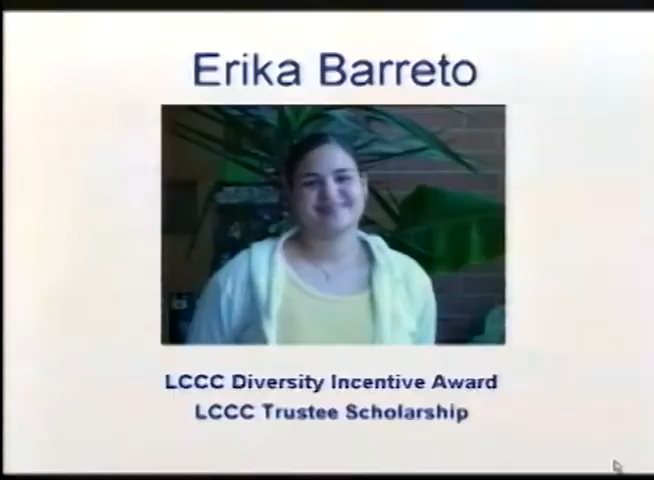 Erika Barreto
LCCC Diversity Incentive Award
LCCC Trustee Scholarship